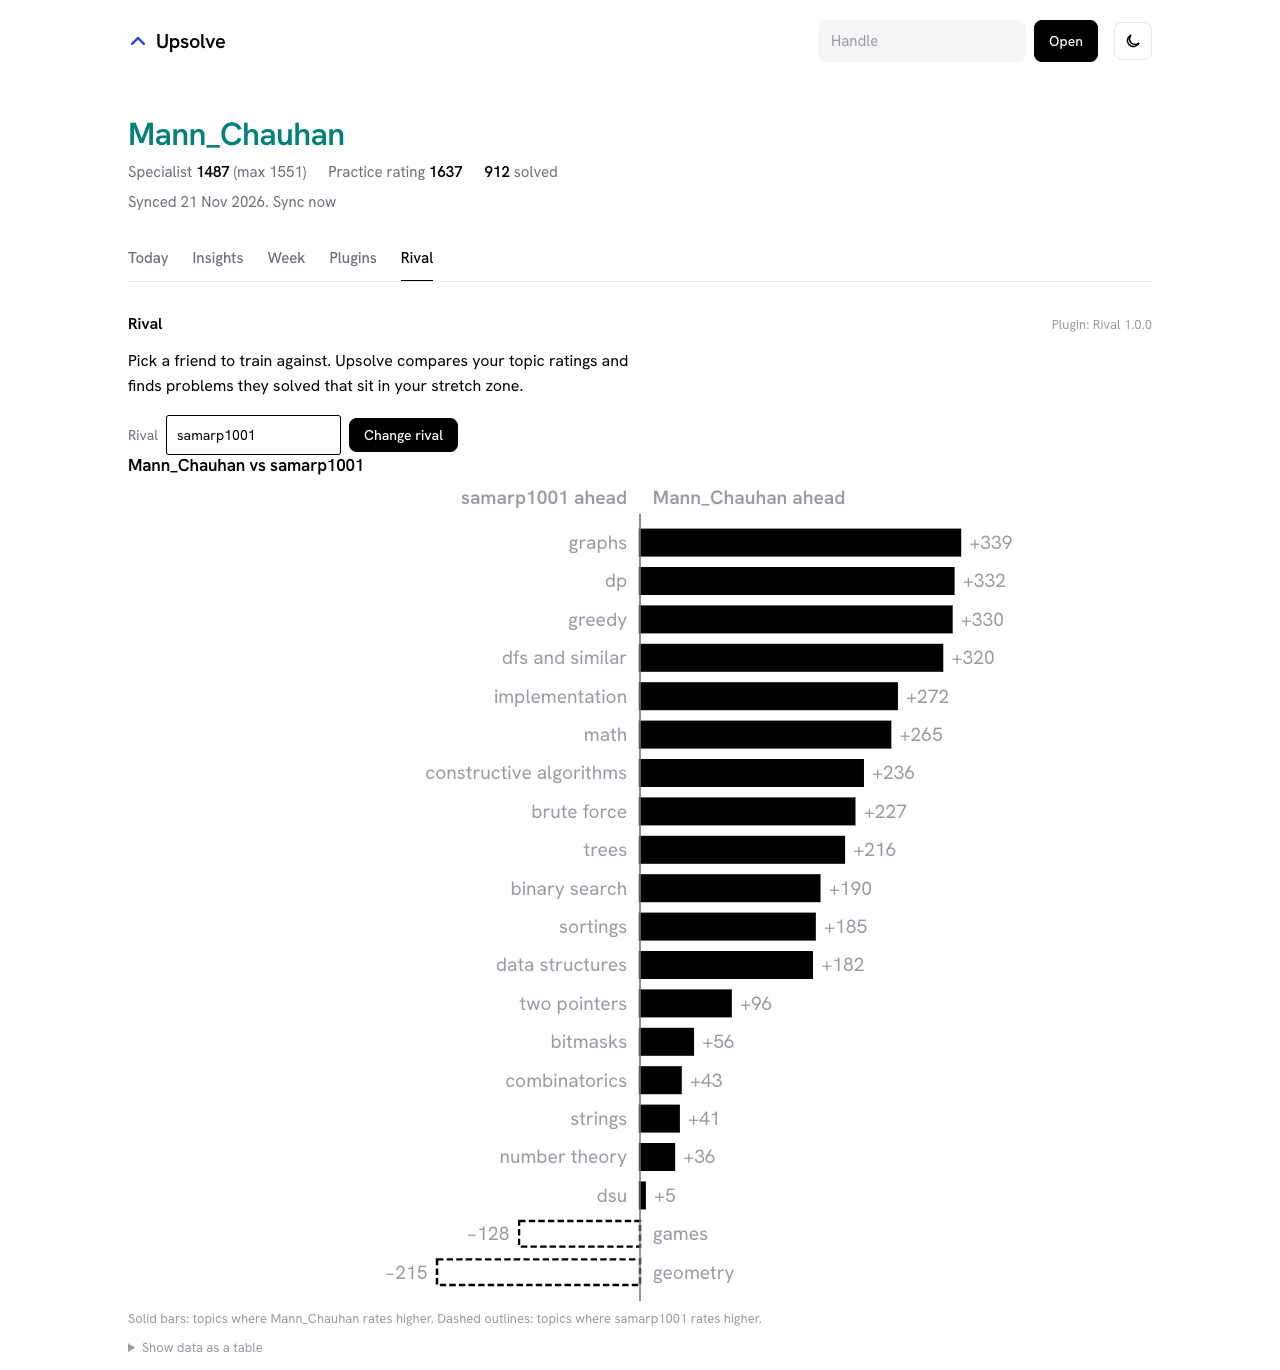 Upsolve
Handle
Open
Mann_Chauhan
Specialist 1487 (max 1551) Practice rating 1637 912 solved
Synced 21 Nov 2026. Sync now
Today Insights Week Plugins Rival
Rival
Plugin: Rival 1.0.0
Pick a friend to train against. Upsolve compares your topic ratings and
finds problems they solved that sit in your stretch zone.
Rival samarp1001 Change rival
Mann_Chauhan vs samarp1001
samarp1001 ahead Mann_Chauhan ahead
graphs +339
dp +332
greedy +330
dfs and similar +320
implementation +272
math +265
constructive algorithms +236
brute force +227
trees +216
binary search +190
sortings +185
data structures +182
two pointers +96
bitmasks +56
combinatorics +43
strings +41
number theory +36
dsu +5
−128 games
−215 geometry
Solid bars: topics where Mann_Chauhan rates higher. Dashed outlines: topics where samarp1001 rates higher.
Show data as a table